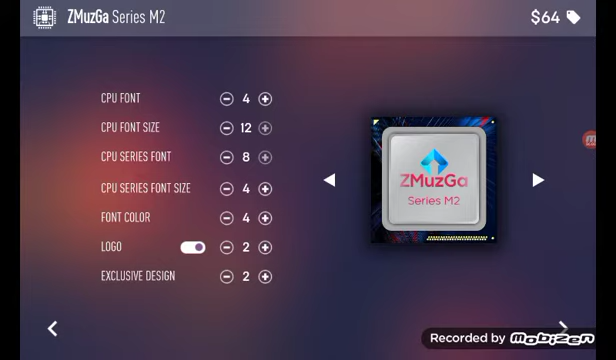 ZMuzGa Series M2
$64
CPU FONT 4
CPU FONT SIZE 12
CPU SERIES FONT 8
CPU SERIES FONT SIZE 4
FONT COLOR 4
LOGO 2
EXCLUSIVE DESIGN 2
ZMuzGa
Series M2
Recorded by MOBIZEN